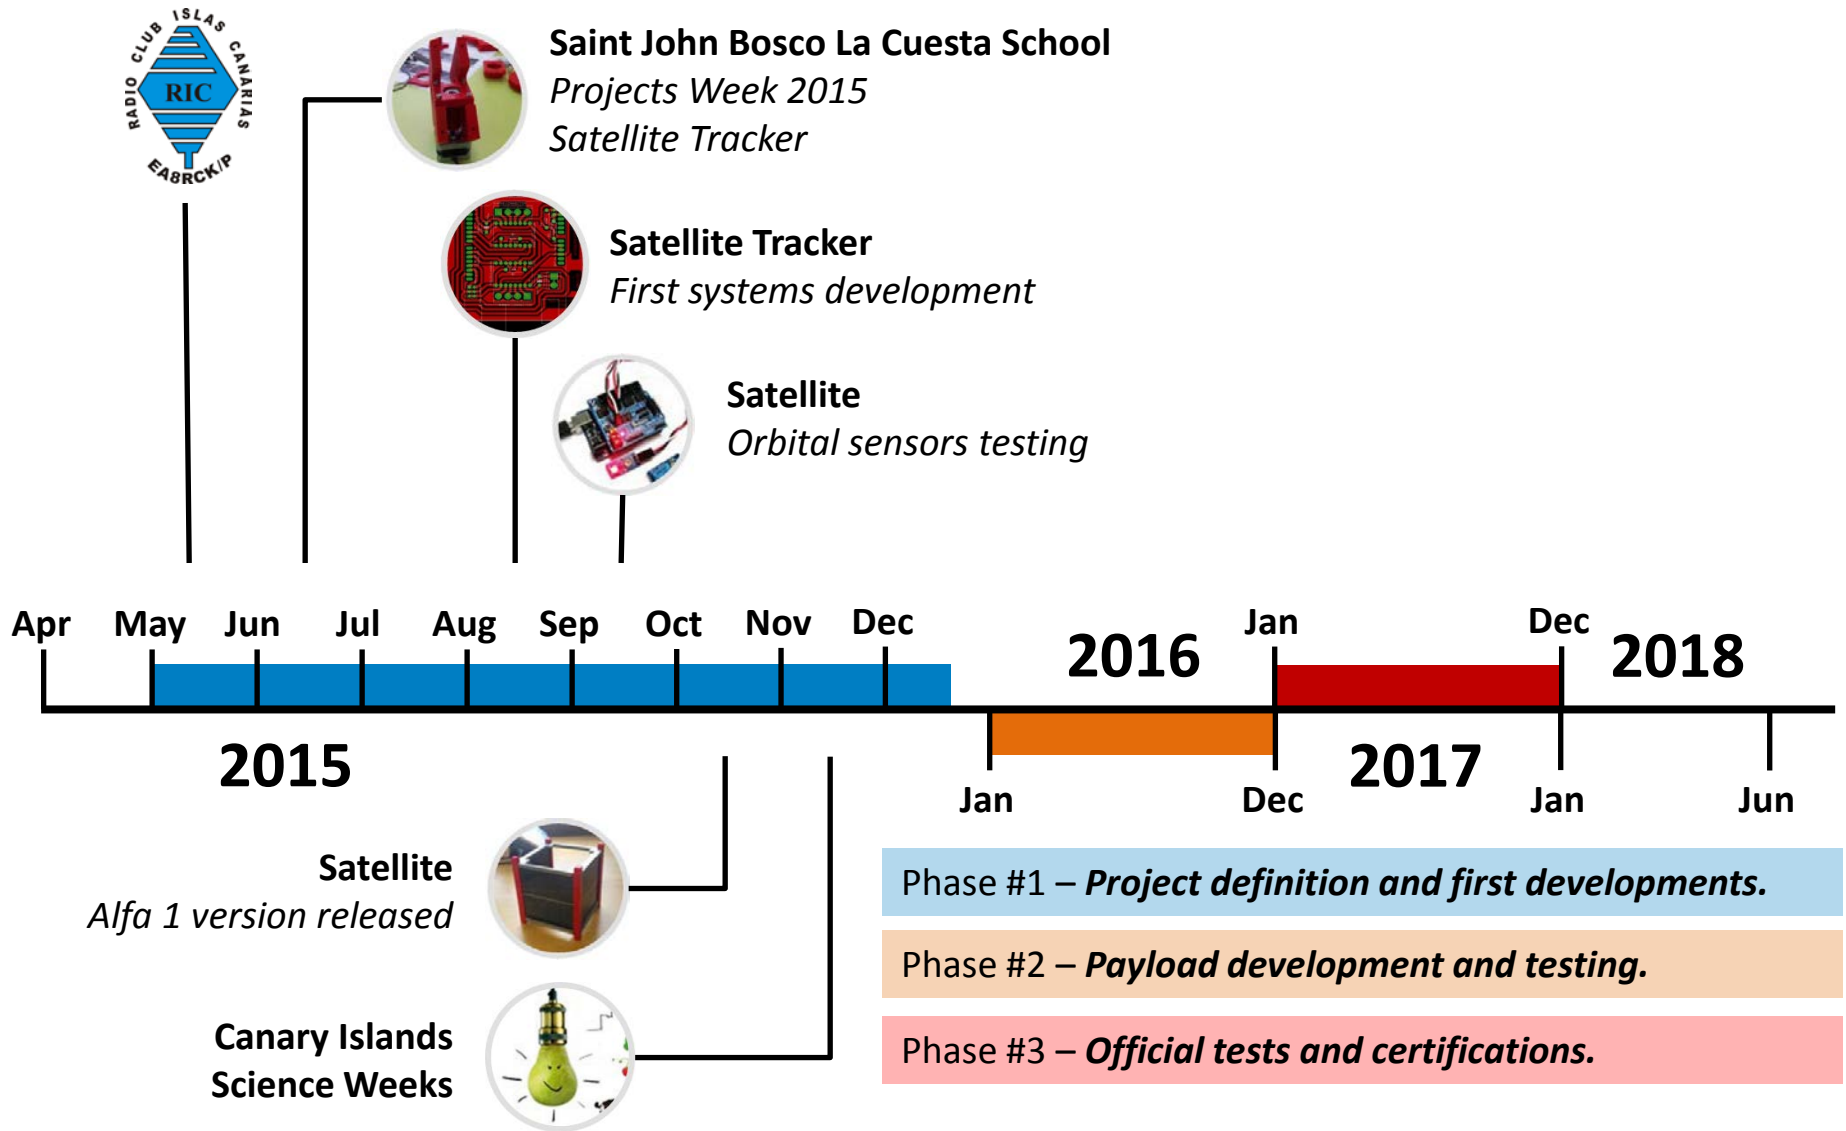 RADIO CLUB ISLAS CANARIAS
RIC
EA8RCK/P
Saint John Bosco La Cuesta School
Projects Week 2015
Satellite Tracker
Satellite Tracker
First systems development
Satellite
Orbital sensors testing
Apr May Jun Jul Aug Sep Oct Nov Dec Jan Dec
2016 2018
2015 2017
Jan Dec Jan Jun
Satellite
Alfa 1 version released
Canary Islands
Science Weeks
Phase #1 – Project definition and first developments.
Phase #2 – Payload development and testing.
Phase #3 – Official tests and certifications.